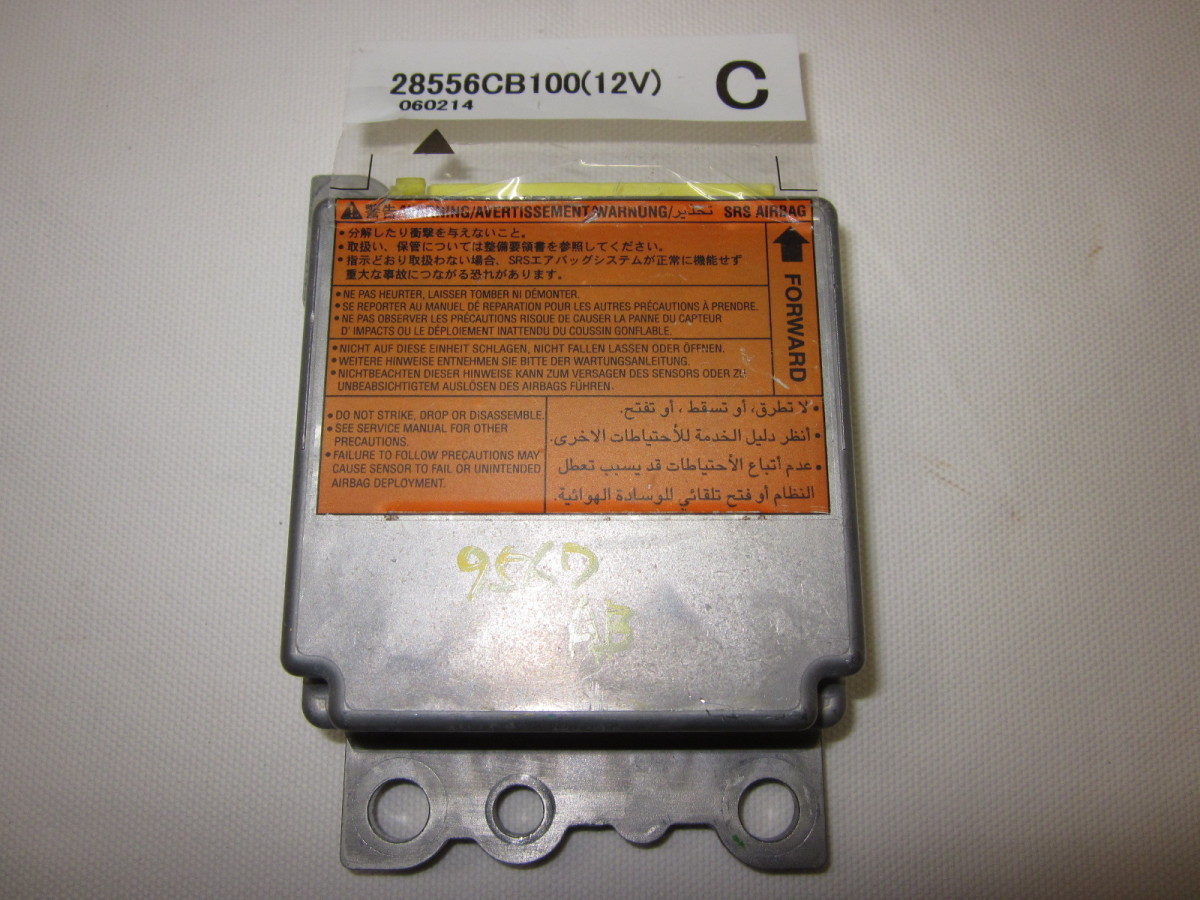 28556CB100(12V) C
060214
警告/WARNING/AVERTISSEMENT/WARNUNG/تحذير SRS AIRBAG
•分解したり衝撃を与えないこと。
•取扱い、保管については整備要領書を参照してください。
•指示どおり取扱わない場合、SRSエアバッグシステムが正常に機能せず
重大な事故につながる恐れがあります。
FORWARD
•NE PAS HEURTER, LAISSER TOMBER NI DÉMONTER.
•SE REPORTER AU MANUEL DE REPARATION POUR LES AUTRES PRÉCAUTIONS À PRENDRE.
•NE PAS OBSERVER LES PRÉCAUTIONS RISQUE DE CAUSER LA PANNE DU CAPTEUR
D' IMPACTS OU LE DÉPLOIEMENT INATTENDU DU COUSSIN GONFLABLE.
•NICHT AUF DIESE EINHEIT SCHLAGEN, NICHT FALLEN LASSEN ODER ÖFFNEN.
•WEITERE HINWEISE ENTNEHMEN SIE BITTE DER WARTUNGSANLEITUNG.
•NICHTBEACHTEN DIESER HINWEISE KANN ZUM VERSAGEN DES SENSORS ODER ZU
UNBEABSICHTIGTEM AUSLÖSEN DES AIRBAGS FÜHREN.
•DO NOT STRIKE, DROP OR DISASSEMBLE.
•SEE SERVICE MANUAL FOR OTHER
PRECAUTIONS.
•FAILURE TO FOLLOW PRECAUTIONS MAY
CAUSE SENSOR TO FAIL OR UNINTENDED
AIRBAG DEPLOYMENT.
•لا تطرق، أو تسقط ، أو تفتح.
•أنظر دليل الخدمة للأحتياطات الاخرى.
•عدم أتباع الأحتياطات قد يسبب تعطل
النظام أو فتح تلقائي للوسادة الهوائية.
AB